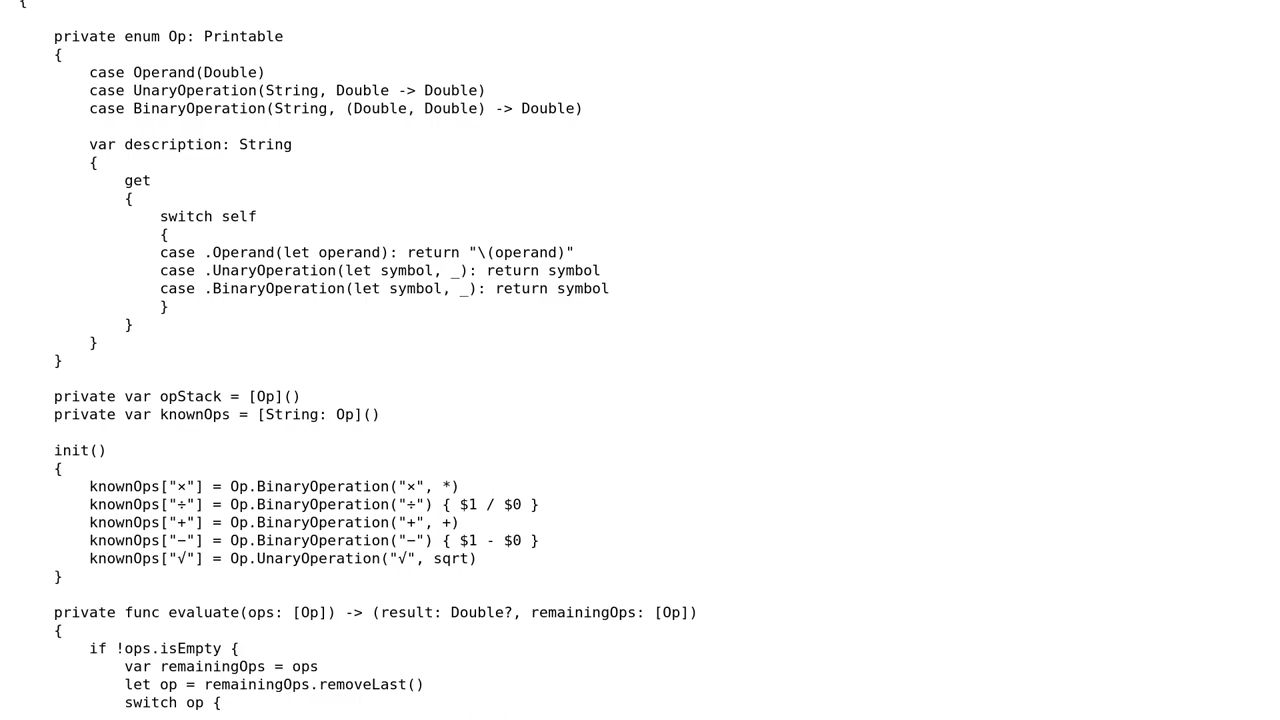 {
private enum Op: Printable
{
case Operand(Double)
case UnaryOperation(String, Double -> Double)
case BinaryOperation(String, (Double, Double) -> Double)
var description: String
{
get
{
switch self
{
case .Operand(let operand): return "\(operand)"
case .UnaryOperation(let symbol, _): return symbol
case .BinaryOperation(let symbol, _): return symbol
}
}
}
}
private var opStack = [Op]()
private var knownOps = [String: Op]()
init()
{
knownOps["×"] = Op.BinaryOperation("×", *)
knownOps["÷"] = Op.BinaryOperation("÷") { $1 / $0 }
knownOps["+"] = Op.BinaryOperation("+", +)
knownOps["−"] = Op.BinaryOperation("−") { $1 - $0 }
knownOps["√"] = Op.UnaryOperation("√", sqrt)
}
private func evaluate(ops: [Op]) -> (result: Double?, remainingOps: [Op])
{
if !ops.isEmpty {
var remainingOps = ops
let op = remainingOps.removeLast()
switch op {